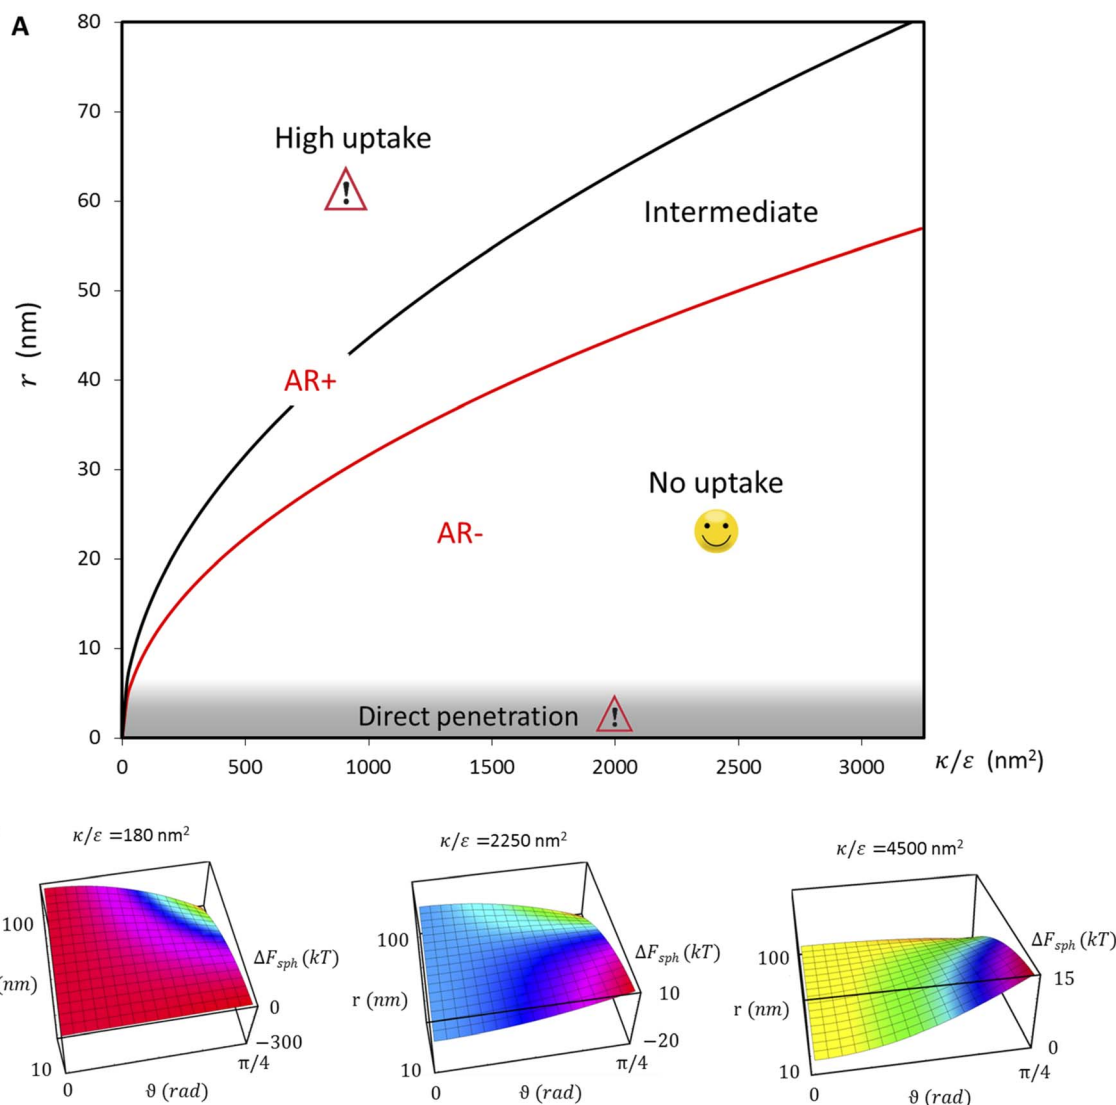 A
80
70
60
50
40
30
20
10
0
r (nm)
High uptake
!
Intermediate
AR+
No uptake
AR-
Direct penetration !
0 500 1000 1500 2000 2500 3000 κ/ε (nm²)
κ/ε =180 nm²
100
(nm)
10
0
ϑ (rad)
π/4
ΔF_sph (kT)
0
−300
κ/ε =2250 nm²
100
r (nm)
10
0
ϑ (rad)
π/4
ΔF_sph (kT)
10
−20
κ/ε =4500 nm²
100
r (nm)
10
0
ϑ (rad)
π/4
ΔF_sph (kT)
15
0